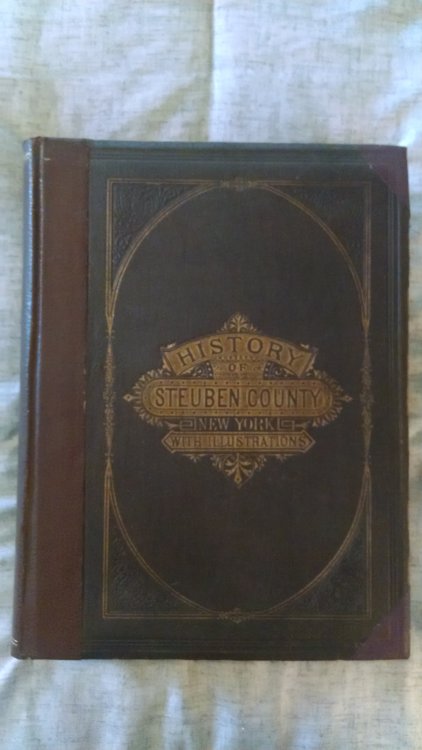 HISTORY
OF
STEUBEN COUNTY
NEW YORK
WITH ILLUSTRATIONS